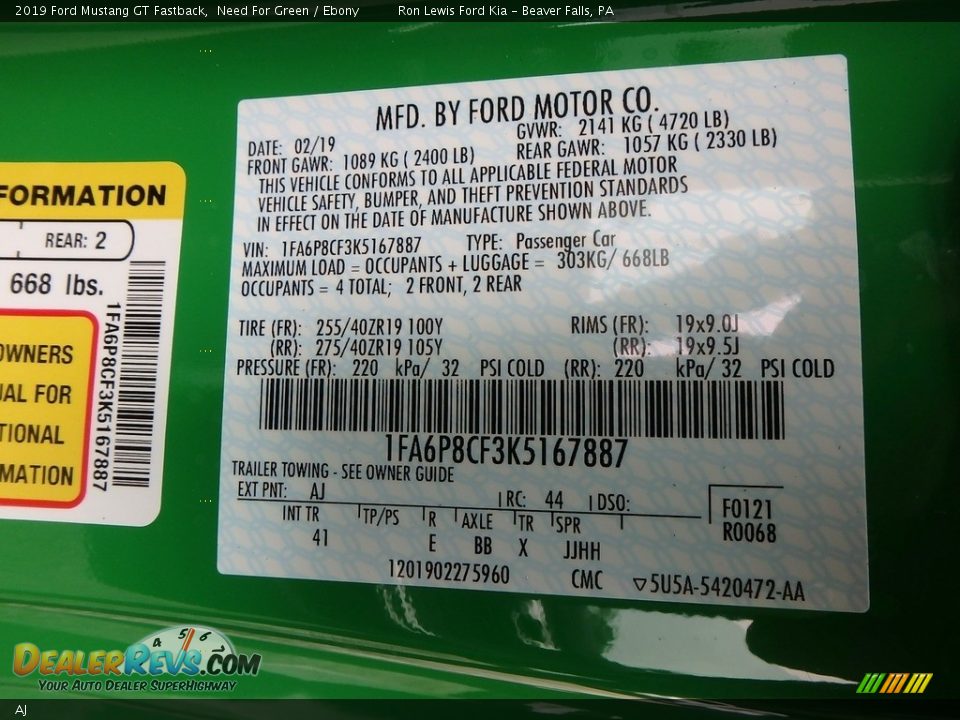 2019 Ford Mustang GT Fastback, Need For Green / Ebony Ron Lewis Ford Kia - Beaver Falls, PA
FORMATION
REAR: 2
668 lbs.
OWNERS
UAL FOR
TIONAL
MATION
1FA6P8CF3K5167887
MFD. BY FORD MOTOR CO.
DATE: 02/19 GVWR: 2141 KG ( 4720 LB)
FRONT GAWR: 1089 KG ( 2400 LB) REAR GAWR: 1057 KG ( 2330 LB)
THIS VEHICLE CONFORMS TO ALL APPLICABLE FEDERAL MOTOR
VEHICLE SAFETY, BUMPER, AND THEFT PREVENTION STANDARDS
IN EFFECT ON THE DATE OF MANUFACTURE SHOWN ABOVE.
VIN: 1FA6P8CF3K5167887 TYPE: Passenger Car
MAXIMUM LOAD = OCCUPANTS + LUGGAGE = 303KG/ 668LB
OCCUPANTS = 4 TOTAL; 2 FRONT, 2 REAR
TIRE (FR): 255/40ZR19 100Y RIMS (FR): 19x9.0J
(RR): 275/40ZR19 105Y (RR): 19x9.5J
PRESSURE (FR): 220 kPa/ 32 PSI COLD (RR): 220 kPa/ 32 PSI COLD
1FA6P8CF3K5167887
TRAILER TOWING - SEE OWNER GUIDE
EXT PNT: AJ RC: 44 DSO: F0121
INT TR TP/PS R AXLE TR SPR R0068
41 E BB X JJHH
1201902275960 CMC ▽5U5A-5420472-AA
4 5 6
DEALERREVS.COM
YOUR AUTO DEALER SUPERHIGHWAY
AJ